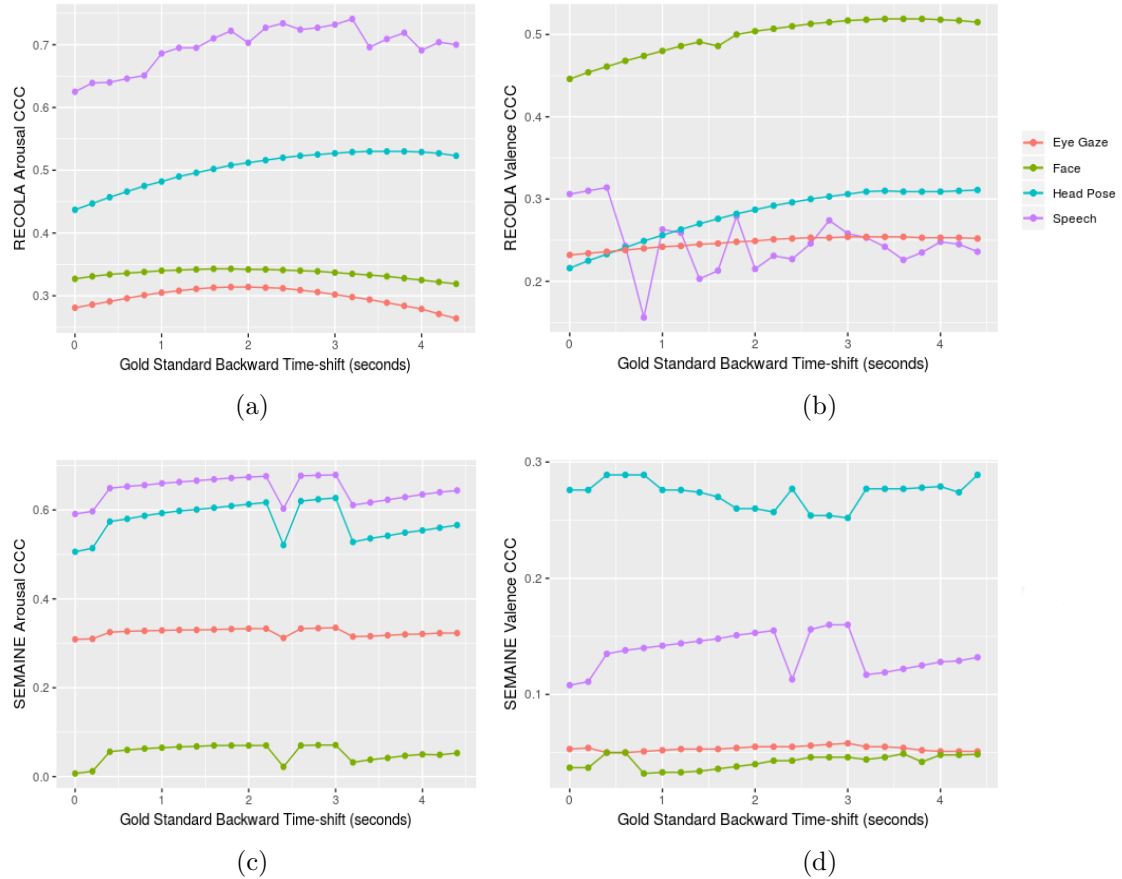 RECOLA Arousal CCC
0.7
0.6
0.5
0.4
0.3
0 1 2 3 4
Gold Standard Backward Time-shift (seconds)
(a)
RECOLA Valence CCC
0.5
0.4
0.3
0.2
0 1 2 3 4
Gold Standard Backward Time-shift (seconds)
(b)
Eye Gaze
Face
Head Pose
Speech
SEMAINE Arousal CCC
0.6
0.4
0.2
0.0
0 1 2 3 4
Gold Standard Backward Time-shift (seconds)
(c)
SEMAINE Valence CCC
0.3
0.2
0.1
0 1 2 3 4
Gold Standard Backward Time-shift (seconds)
(d)